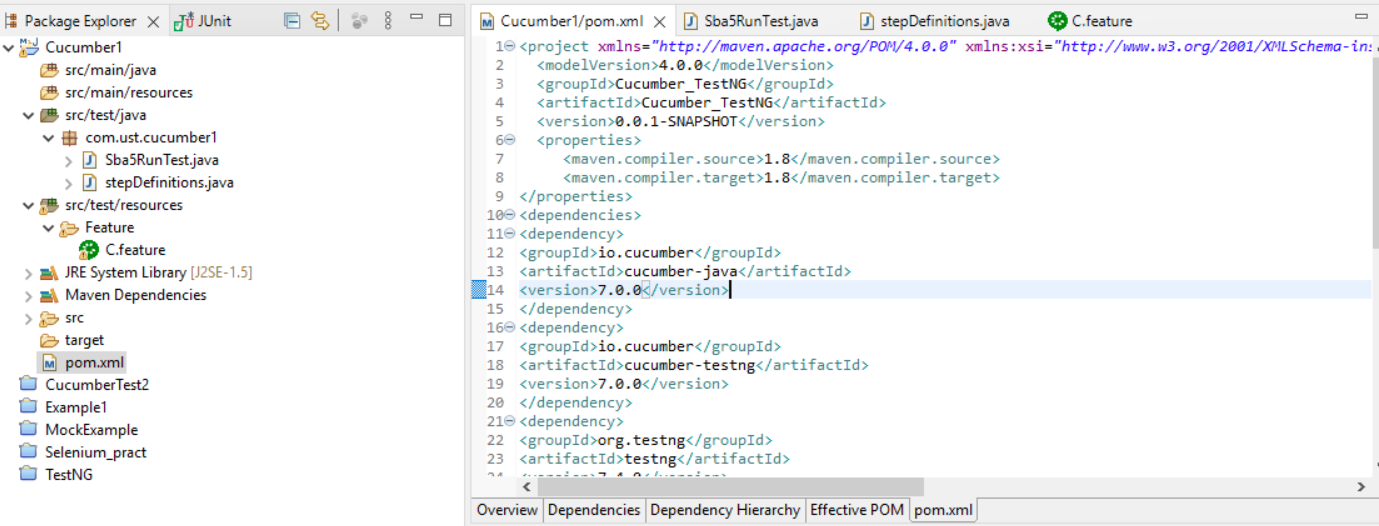 Package Explorer
JUnit
Cucumber1
src/main/java
src/main/resources
src/test/java
com.ust.cucumber1
Sba5RunTest.java
stepDefinitions.java
src/test/resources
Feature
C.feature
JRE System Library [J2SE-1.5]
Maven Dependencies
src
target
pom.xml
CucumberTest2
Example1
MockExample
Selenium_pract
TestNG
Cucumber1/pom.xml
Sba5RunTest.java
stepDefinitions.java
C.feature
1 <project xmlns="http://maven.apache.org/POM/4.0.0" xmlns:xsi="http://www.w3.org/2001/XMLSchema-ins
2 <modelVersion>4.0.0</modelVersion>
3 <groupId>Cucumber_TestNG</groupId>
4 <artifactId>Cucumber_TestNG</artifactId>
5 <version>0.0.1-SNAPSHOT</version>
6 <properties>
7 <maven.compiler.source>1.8</maven.compiler.source>
8 <maven.compiler.target>1.8</maven.compiler.target>
9 </properties>
10 <dependencies>
11 <dependency>
12 <groupId>io.cucumber</groupId>
13 <artifactId>cucumber-java</artifactId>
14 <version>7.0.0</version>
15 </dependency>
16 <dependency>
17 <groupId>io.cucumber</groupId>
18 <artifactId>cucumber-testng</artifactId>
19 <version>7.0.0</version>
20 </dependency>
21 <dependency>
22 <groupId>org.testng</groupId>
23 <artifactId>testng</artifactId>
Overview
Dependencies
Dependency Hierarchy
Effective POM
pom.xml